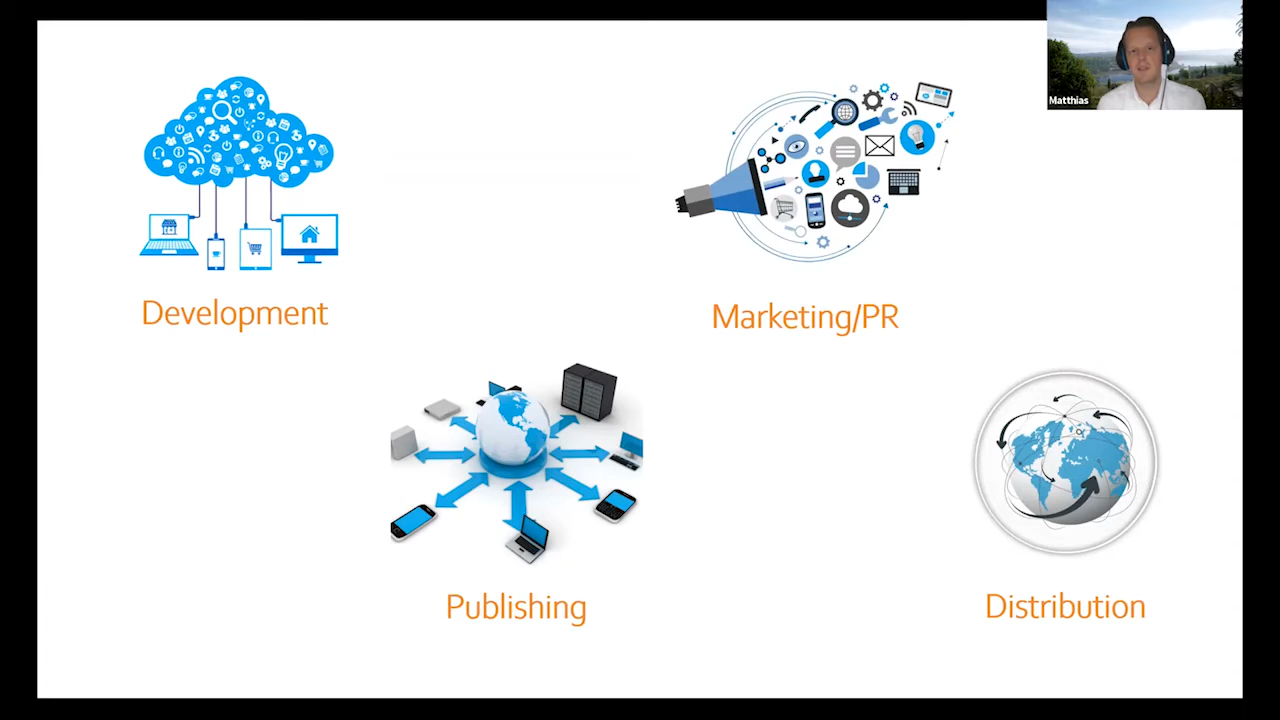 Matthias
Development
Marketing/PR
Publishing
Distribution